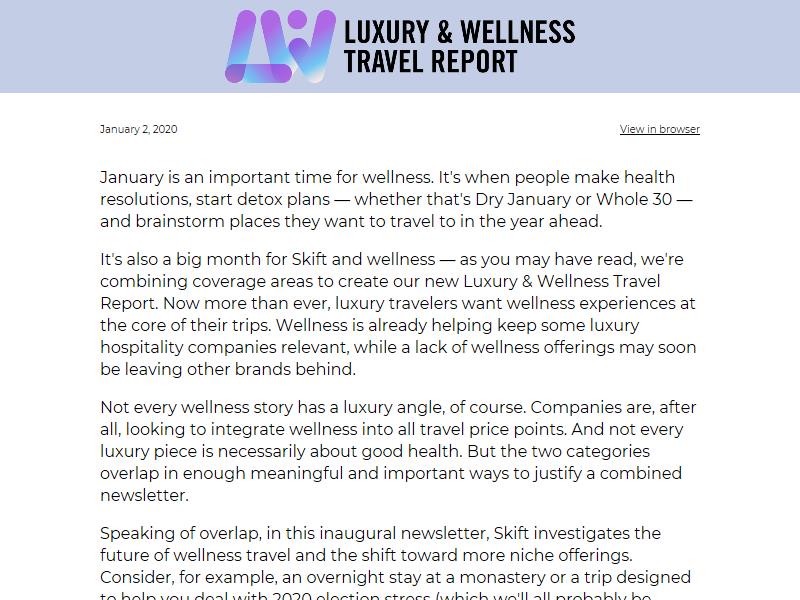 LUXURY & WELLNESS
TRAVEL REPORT
January 2, 2020
View in browser
January is an important time for wellness. It's when people make health
resolutions, start detox plans — whether that's Dry January or Whole 30 —
and brainstorm places they want to travel to in the year ahead.
It's also a big month for Skift and wellness — as you may have read, we're
combining coverage areas to create our new Luxury & Wellness Travel
Report. Now more than ever, luxury travelers want wellness experiences at
the core of their trips. Wellness is already helping keep some luxury
hospitality companies relevant, while a lack of wellness offerings may soon
be leaving other brands behind.
Not every wellness story has a luxury angle, of course. Companies are, after
all, looking to integrate wellness into all travel price points. And not every
luxury piece is necessarily about good health. But the two categories
overlap in enough meaningful and important ways to justify a combined
newsletter.
Speaking of overlap, in this inaugural newsletter, Skift investigates the
future of wellness travel and the shift toward more niche offerings.
Consider, for example, an overnight stay at a monastery or a trip designed
to help you deal with 2020 election stress (which we'll all probably be